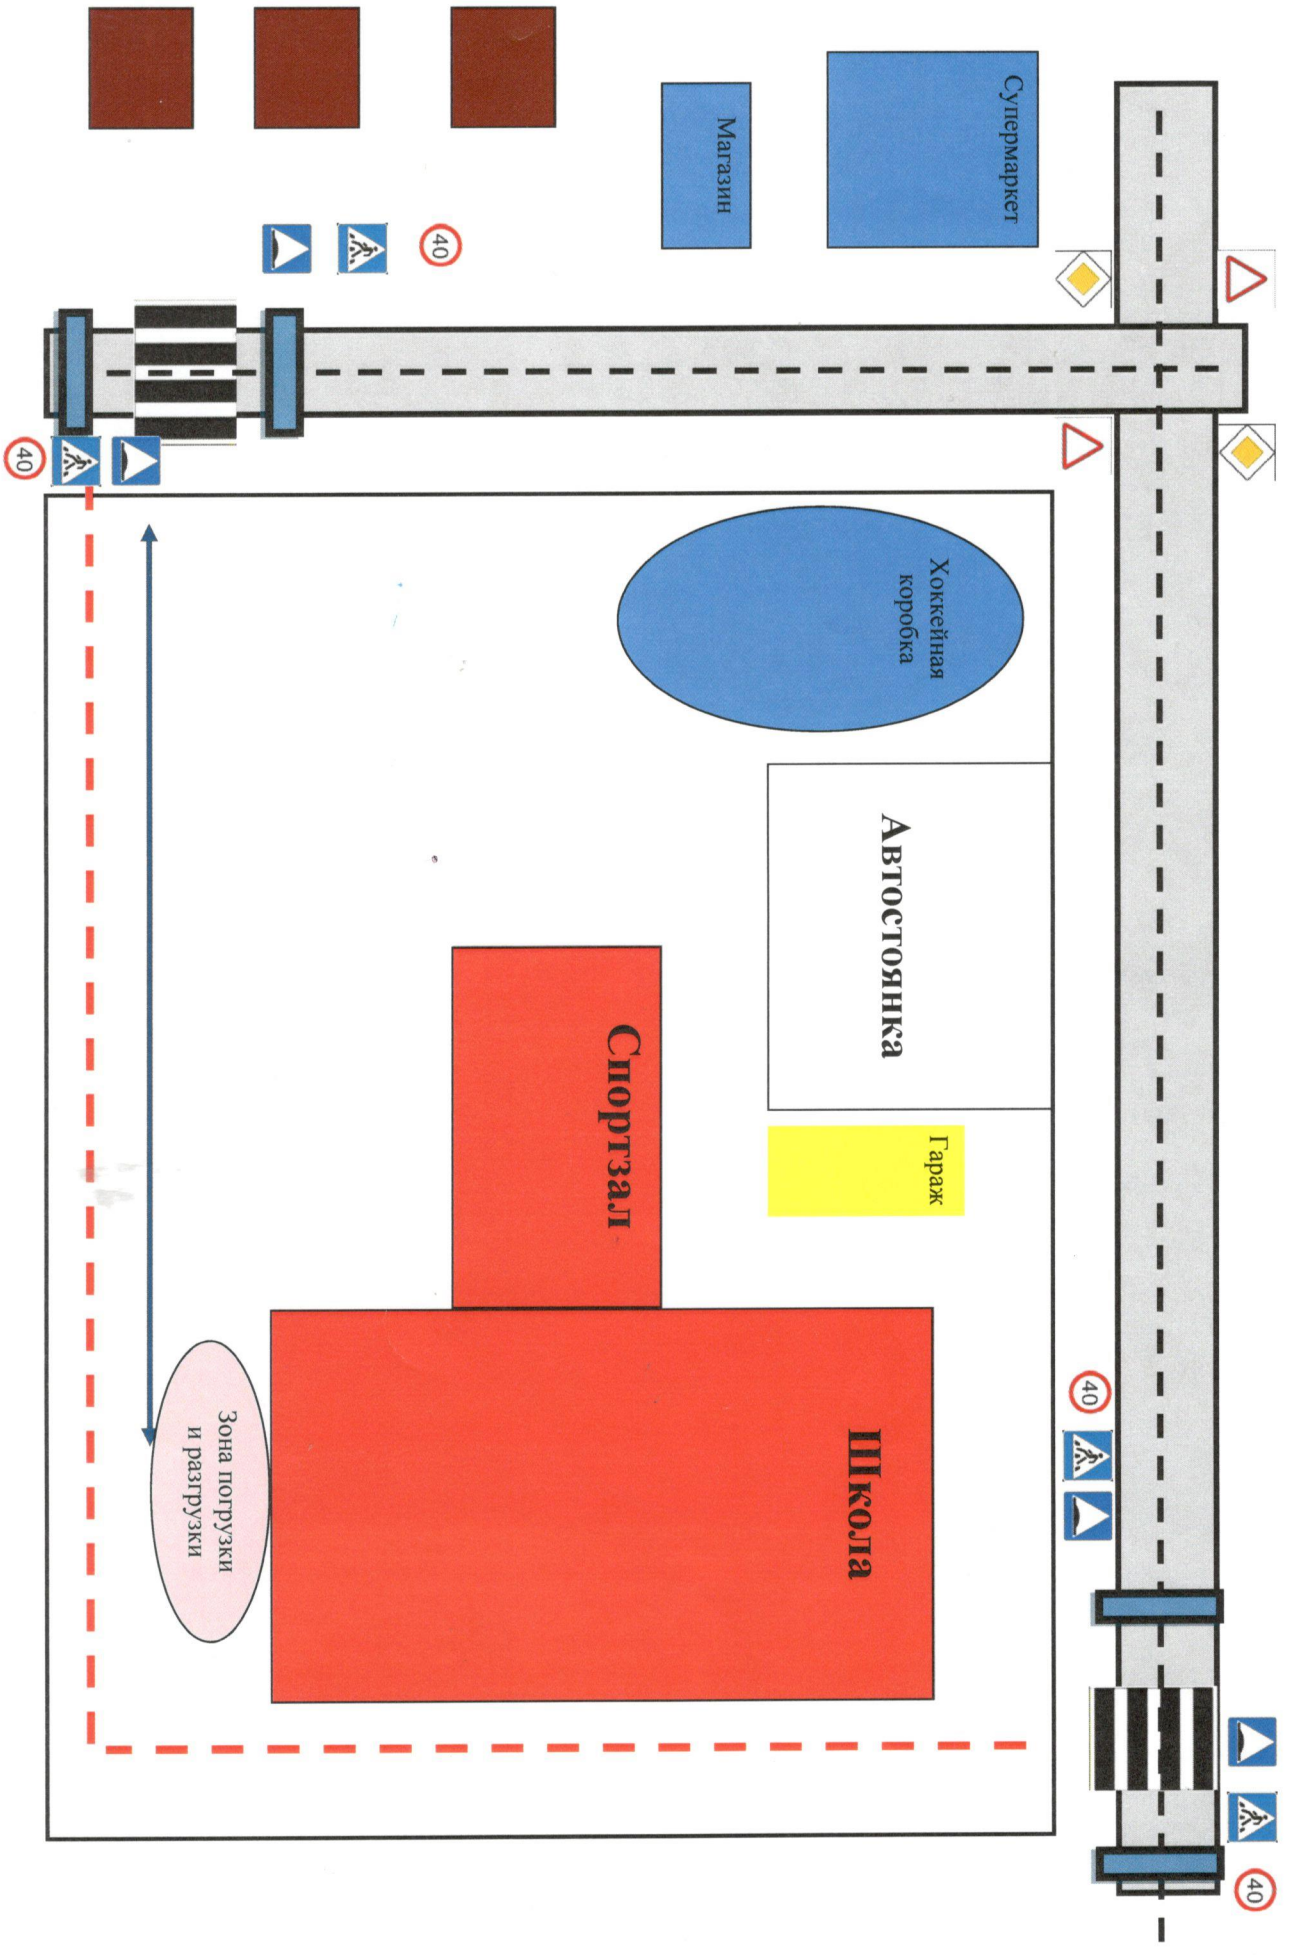 Супермаркет
Магазин
40
40
Хоккейная
коробка
Автостоянка
Гараж
Спортзал
Школа
Зона погрузки
и разгрузки
40
40